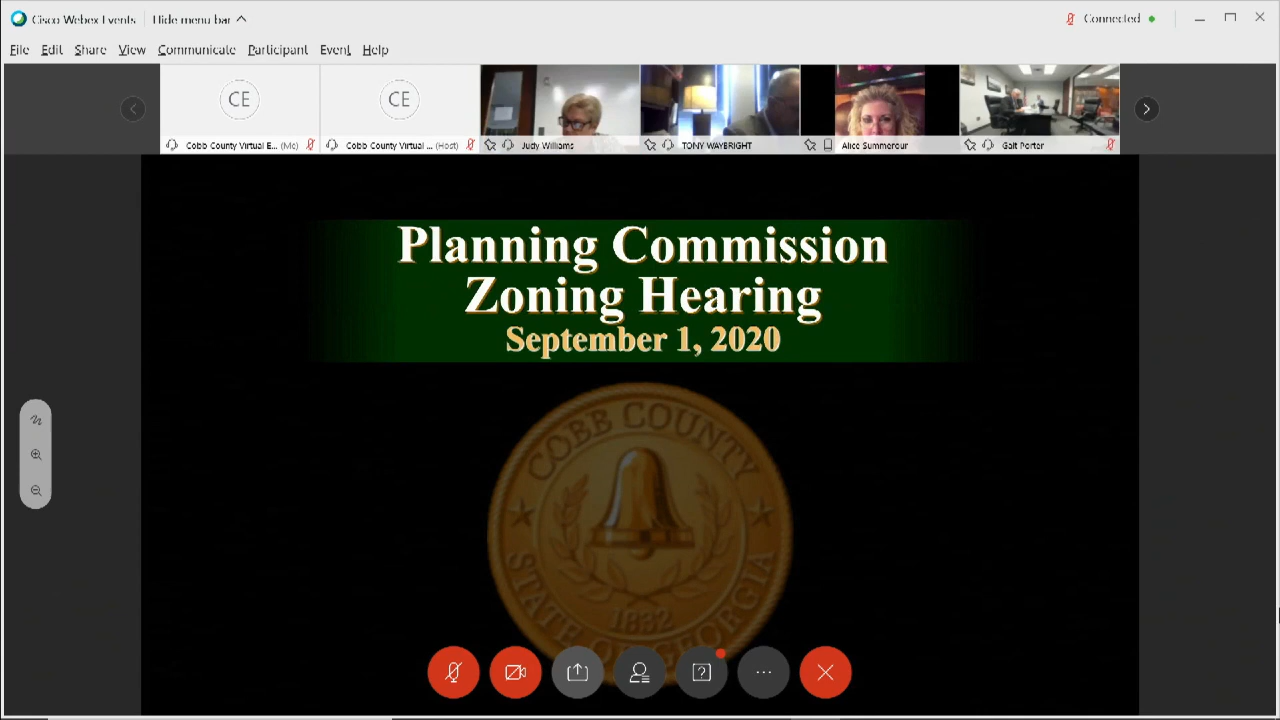 Cisco Webex Events Hide menu bar Connected
File Edit Share View Communicate Participant Event Help
CE CE
Cobb County Virtual E... (Me) Cobb County Virtual ... (Host) Judy Williams TONY WAYBRIGHT Alice Summerour Galt Porter
Planning Commission
Zoning Hearing
September 1, 2020
COBB COUNTY
STATE OF GEORGIA
1832